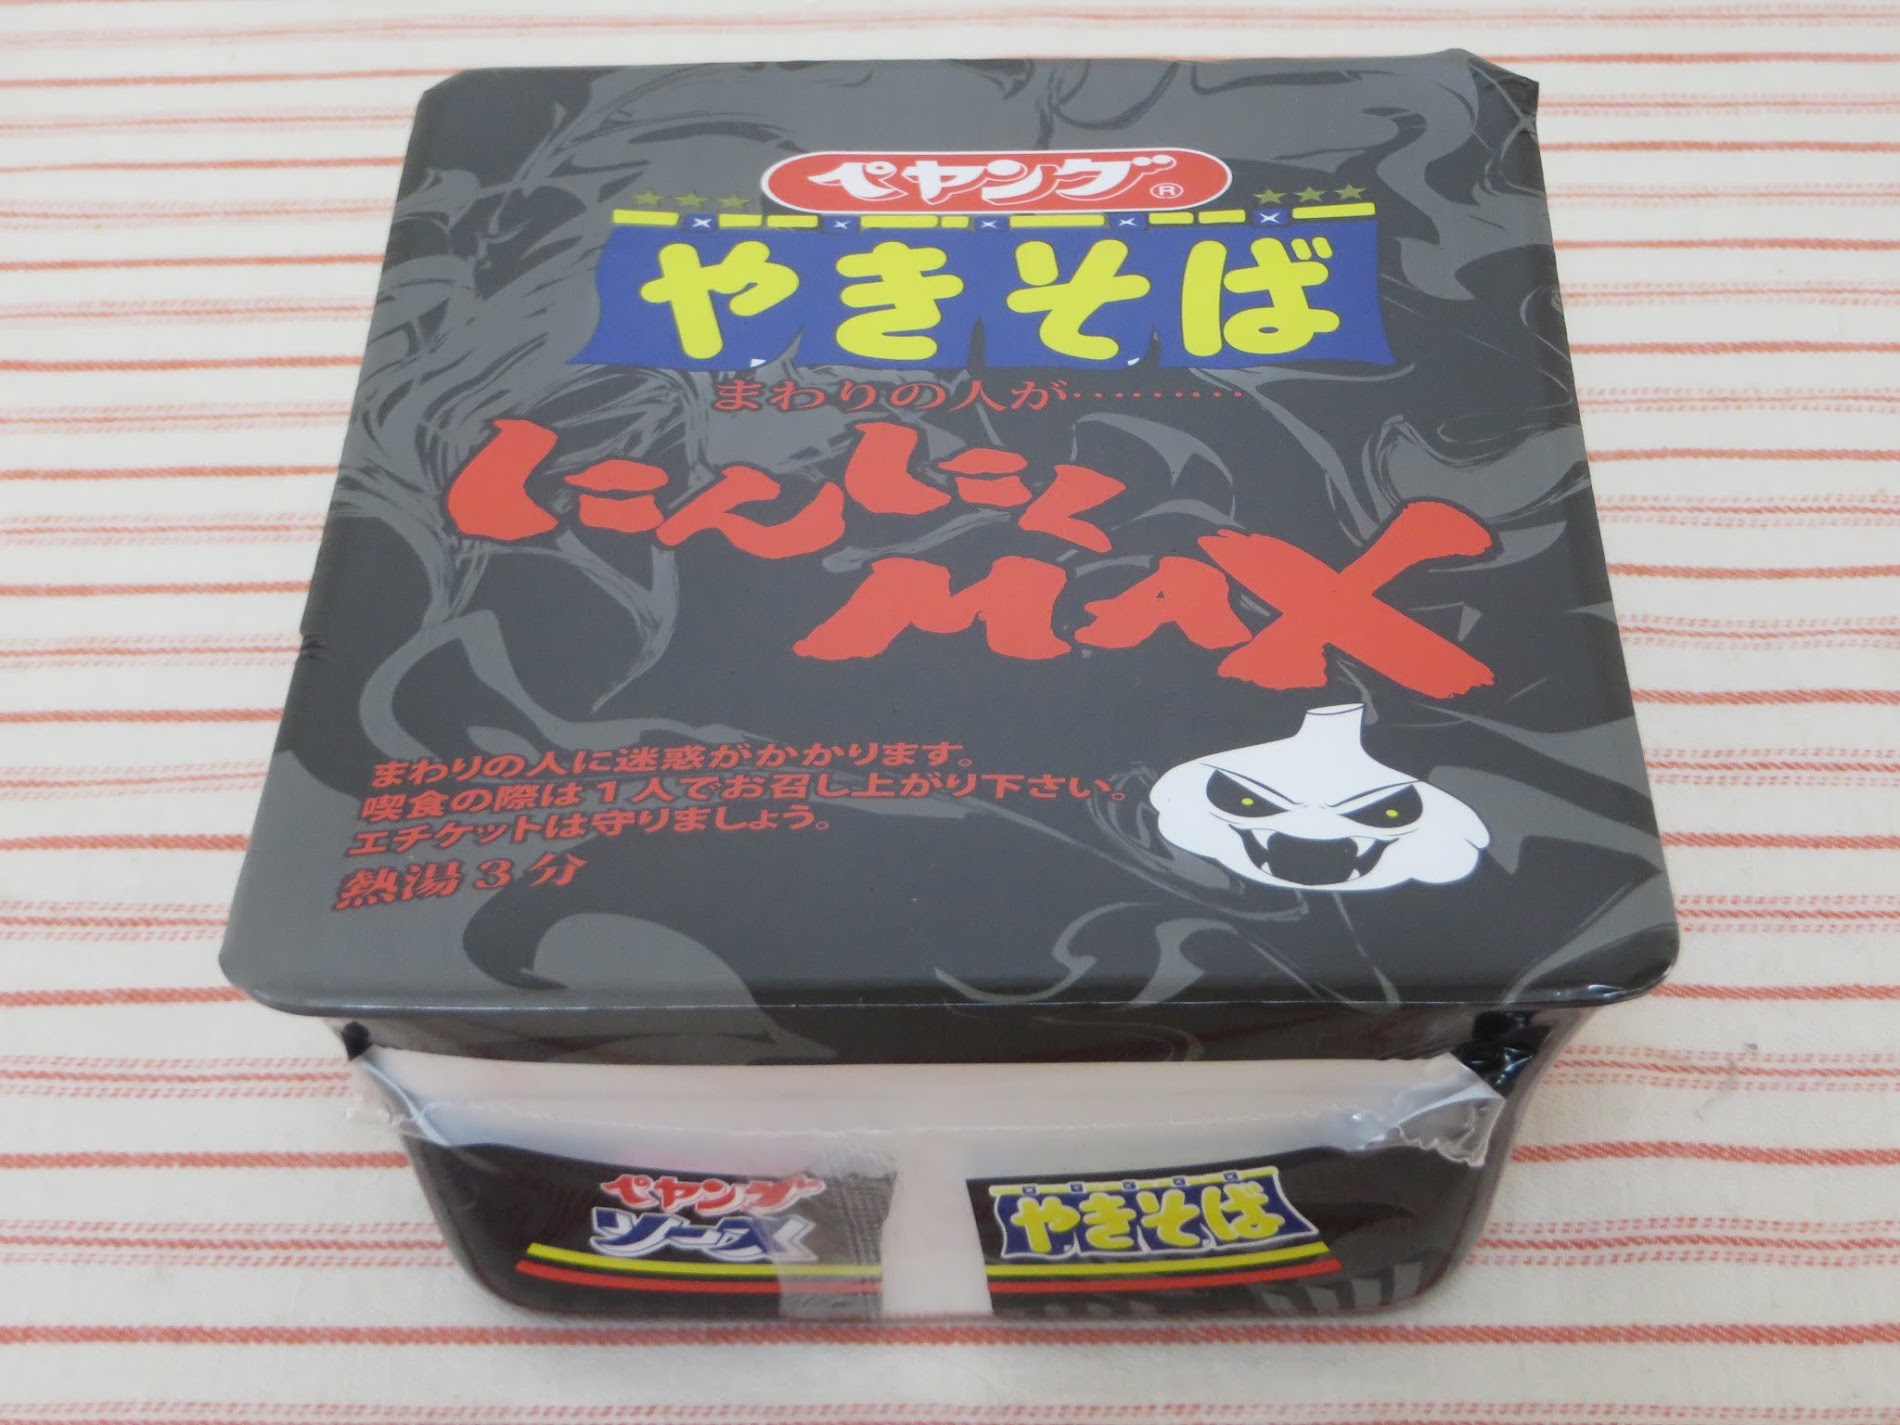 ペヤング®
やきそば
まわりの人が‥‥‥‥‥
にんにく
MAX
まわりの人に迷惑がかかります。
喫食の際は1人でお召し上がり下さい。
エチケットは守りましょう。
熱湯3分
ペヤング
ソース
やきそば